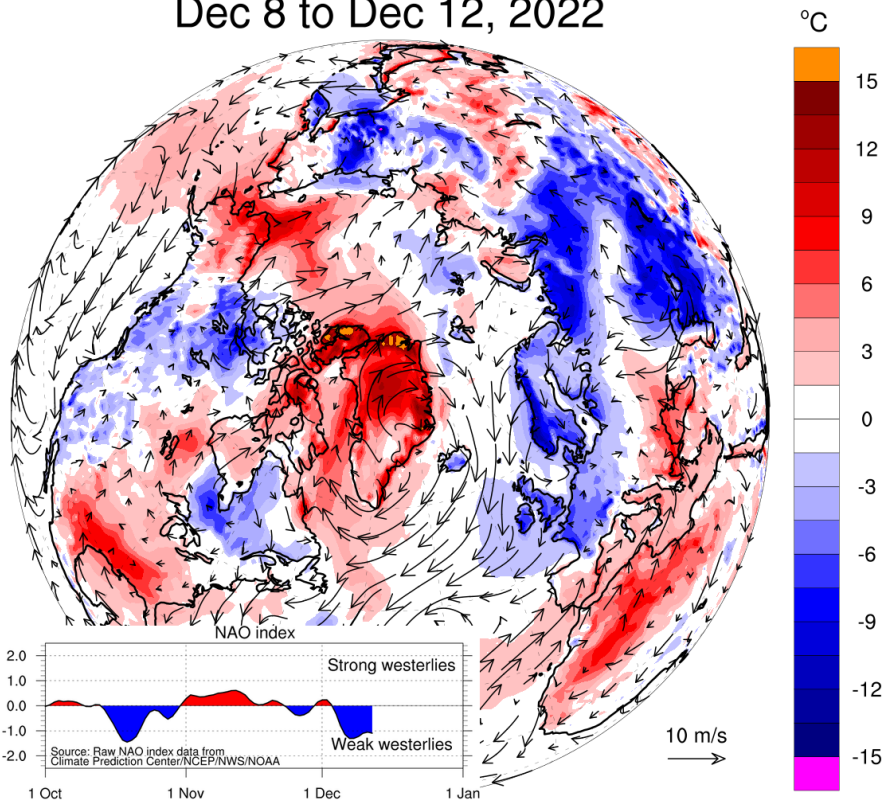 Dec 8 to Dec 12, 2022
°C
15
12
9
6
3
0
-3
-6
-9
-12
-15
10 m/s
NAO index
2.0
1.0
0.0
-1.0
-2.0
Strong westerlies
Weak westerlies
Source: Raw NAO index data from
Climate Prediction Center/NCEP/NWS/NOAA
1 Oct
1 Nov
1 Dec
1 Jan